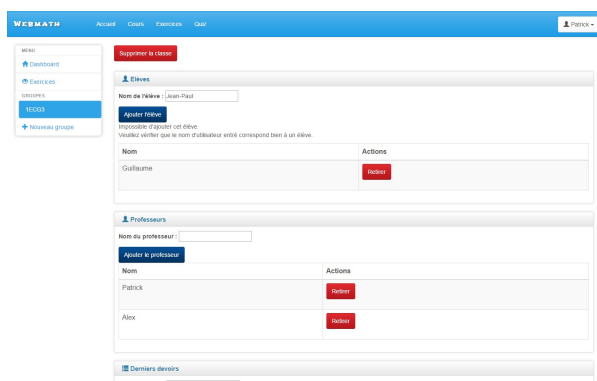 WEBMATH Accueil Cours Exercices Quiz Patrick
MENU
Dashboard
Exercices
GROUPES
1ECG3
Nouveau groupe
Supprimer la classe
Elèves
Nom de l'élève : Jean-Paul
Ajouter l'élève
Impossible d'ajouter cet élève
Veuillez vérifier que le nom d'utilisateur entré correspond bien à un élève.
Nom Actions
Guillaume Retirer
Professeurs
Nom du professeur :
Ajouter le professeur
Nom Actions
Patrick Retirer
Alex Retirer
Derniers devoirs